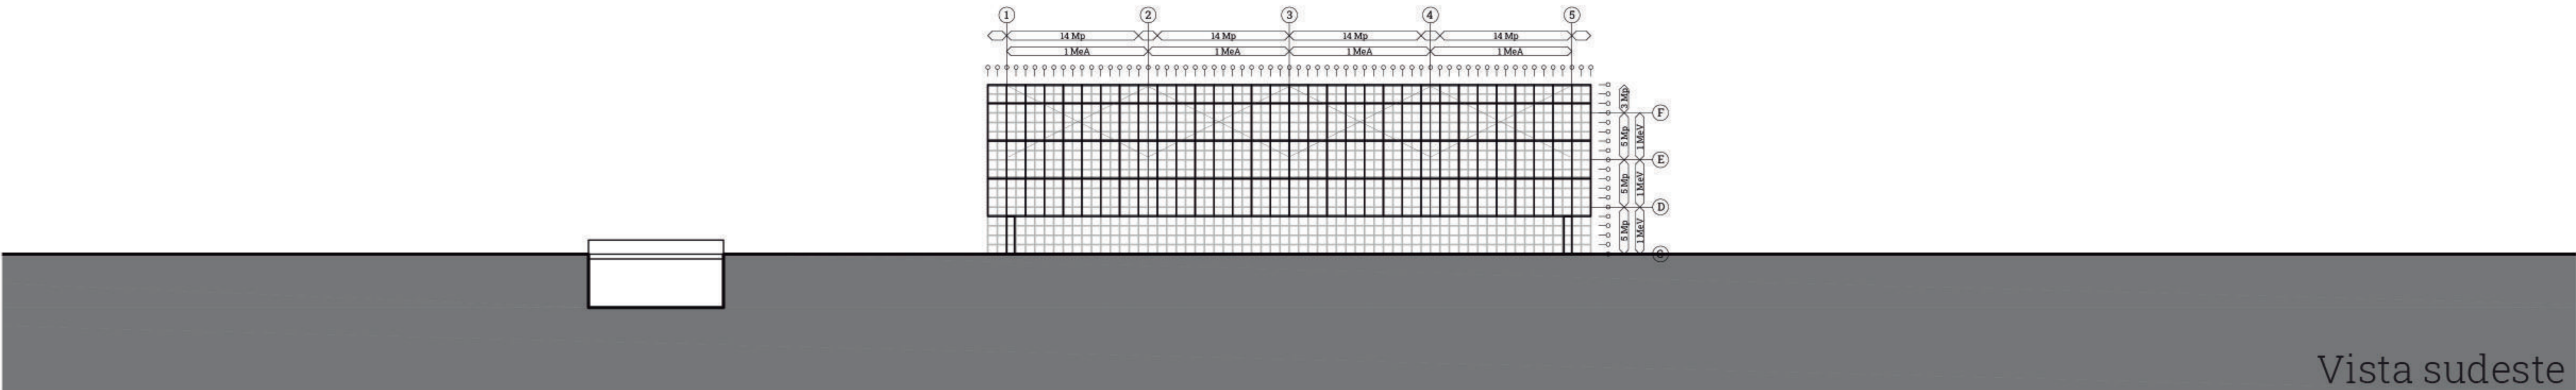 1 2 3 4 5
14 Mp 14 Mp 14 Mp 14 Mp
1 MeA 1 MeA 1 MeA 1 MeA
3 Mp
F
5 Mp 1 MeV
E
5 Mp 1 MeV
D
5 Mp 1 MeV
Vista sudeste